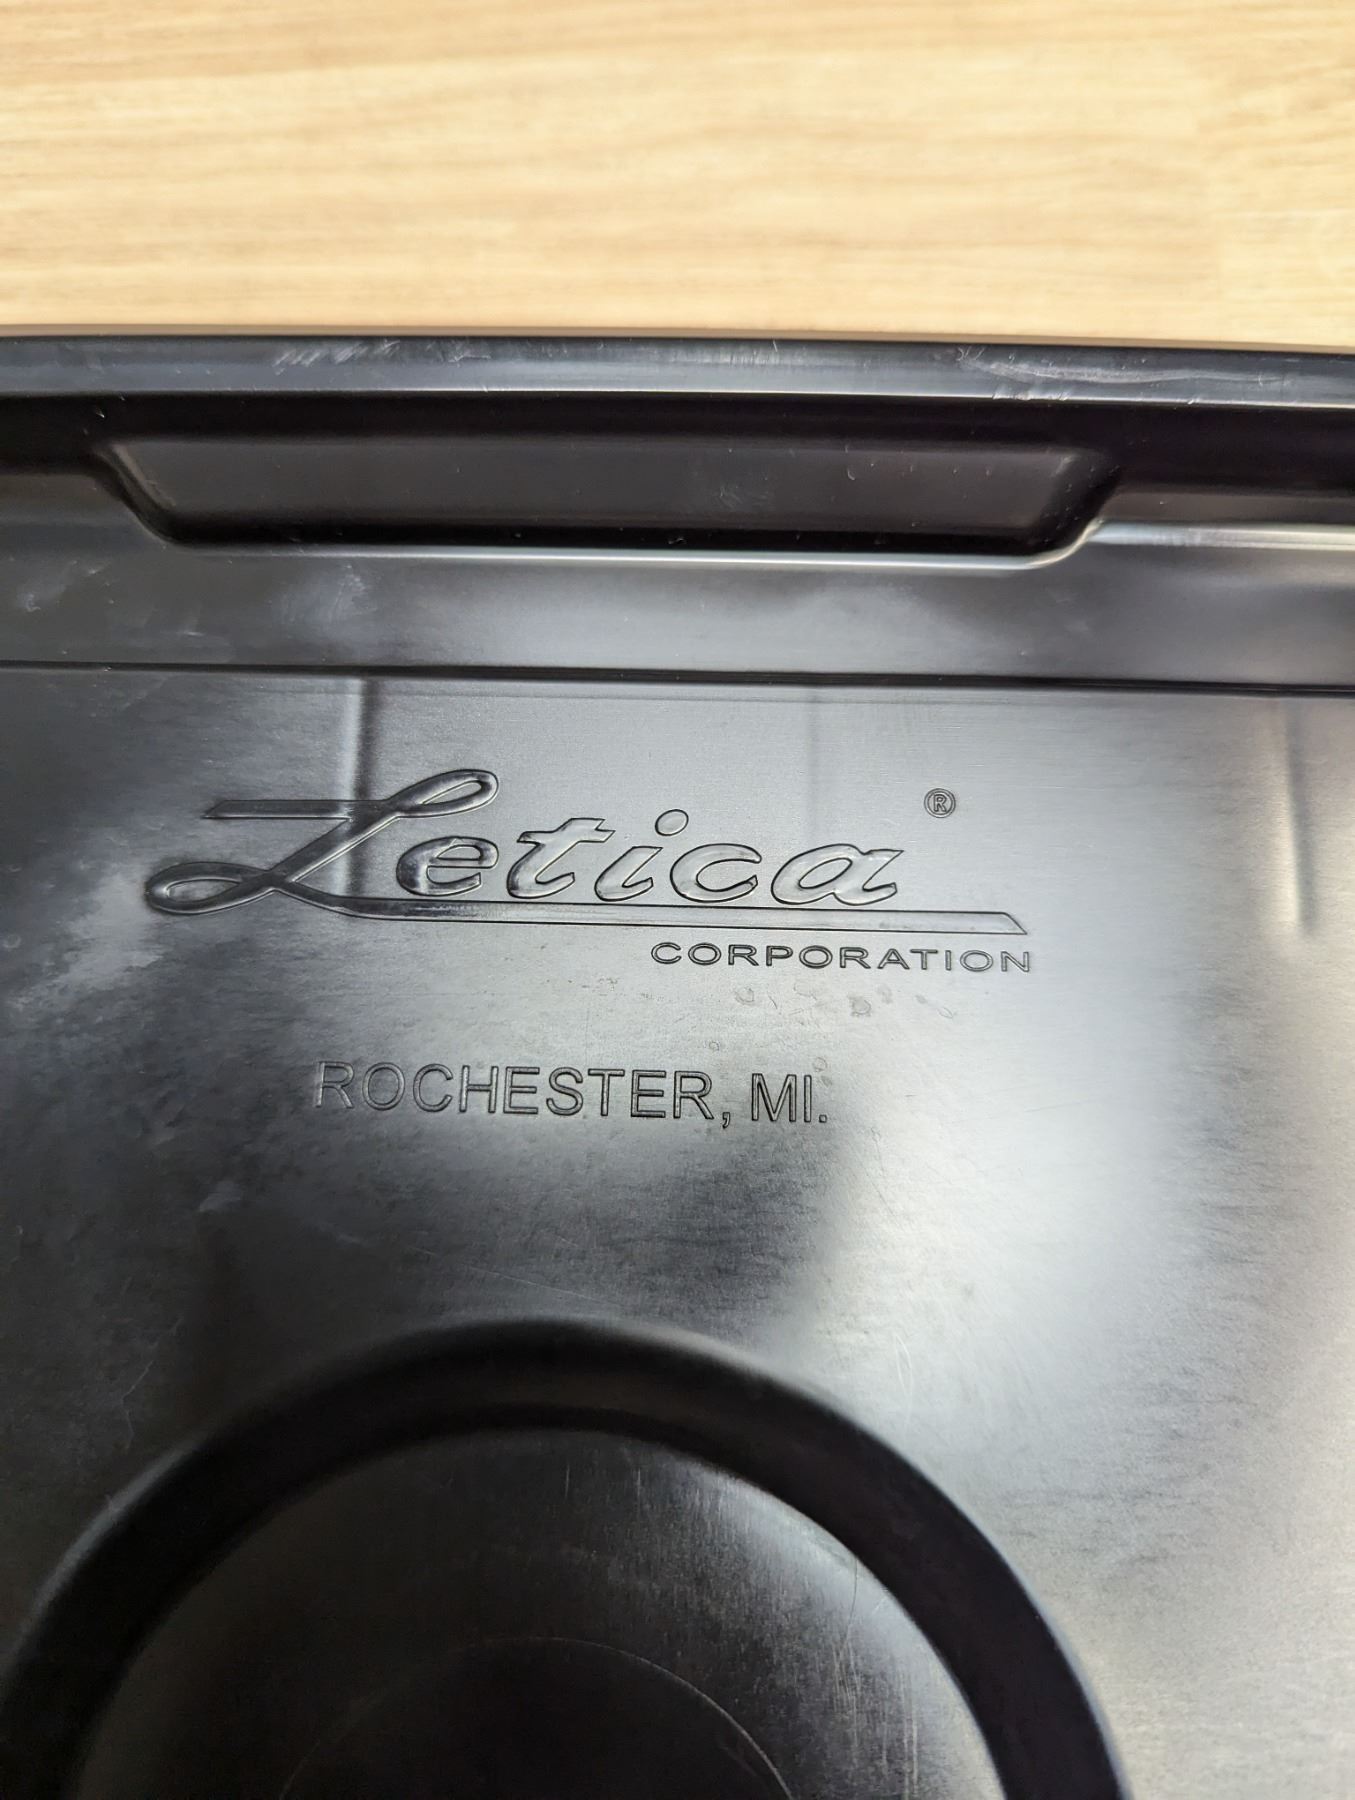 Letica ®
CORPORATION
ROCHESTER, MI.